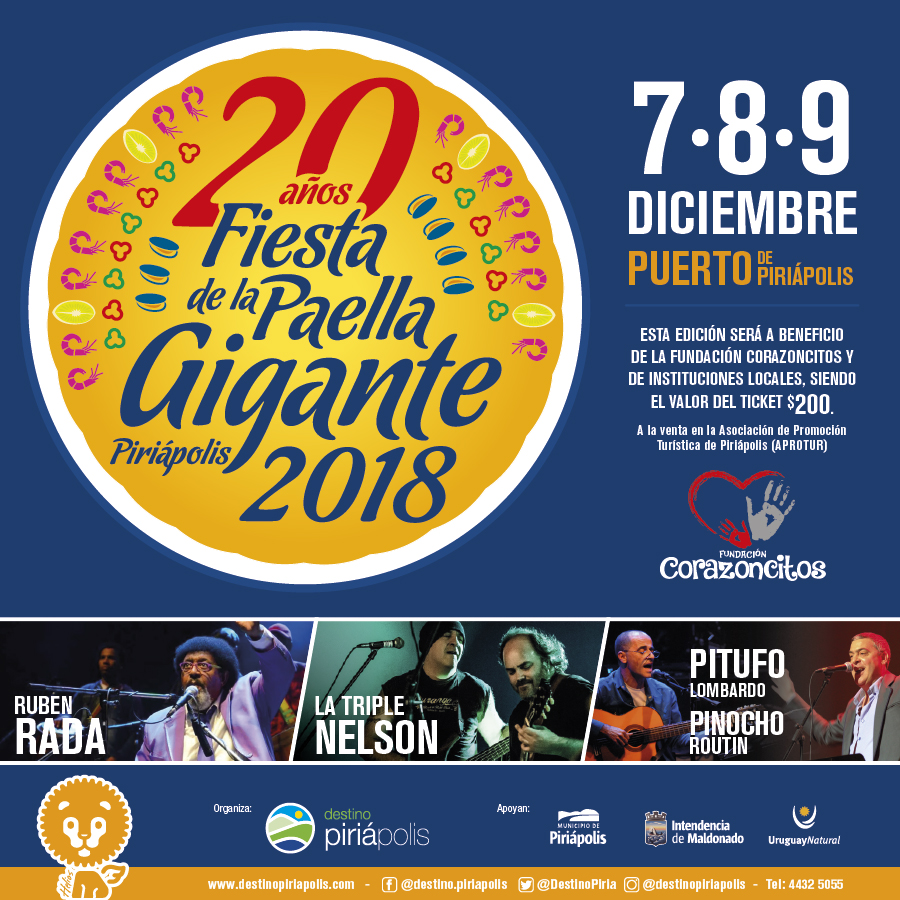 20
años
Fiesta
de la Paella
Gigante
Piriápolis
2018
7·8·9
DICIEMBRE
PUERTO DE PIRIÁPOLIS
ESTA EDICIÓN SERÁ A BENEFICIO
DE LA FUNDACIÓN CORAZONCITOS Y
DE INSTITUCIONES LOCALES, SIENDO
EL VALOR DEL TICKET $200.
A la venta en la Asociación de Promoción
Turística de Piriápolis (APROTUR)
FUNDACIÓN
Corazoncitos
RUBEN
RADA
LA TRIPLE
NELSON
PITUFO
LOMBARDO
PINOCHO
ROUTIN
Organiza:
destino
piriápolis
Apoyan:
MUNICIPIO DE
Piriápolis
Intendencia
de Maldonado
UruguayNatural
Helios
www.destinopiriapolis.com - @destino.piriapolis @DestinoPiria @destinopiriapolis - Tel: 4432 5055